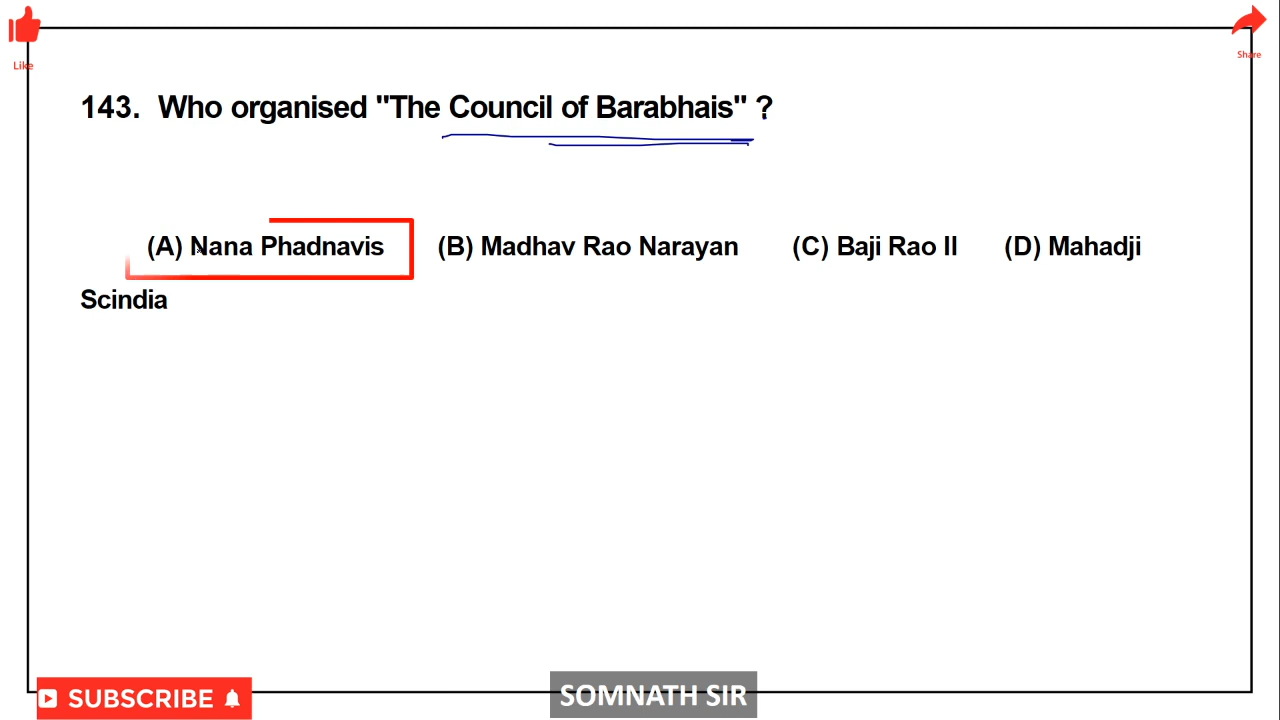 Like
Share
143. Who organised "The Council of Barabhais" ?
(A) Nana Phadnavis (B) Madhav Rao Narayan (C) Baji Rao II (D) Mahadji
Scindia
SUBSCRIBE
SOMNATH SIR